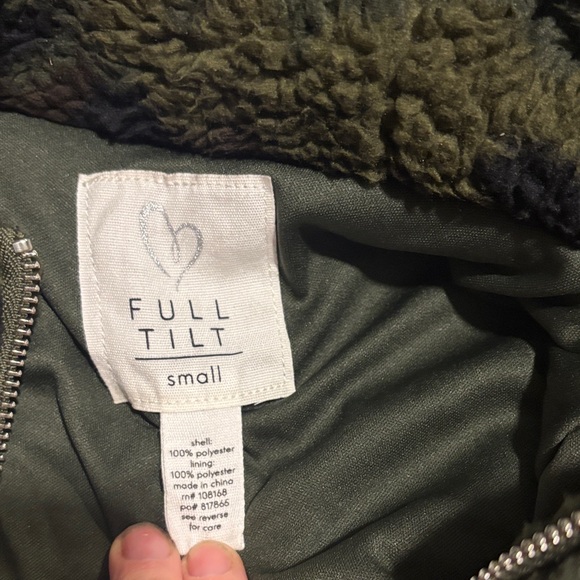 FULL
TILT
small
shell:
100% polyester
lining:
100% polyester
made in china
rn# 108168
po# 817865
see reverse
for care